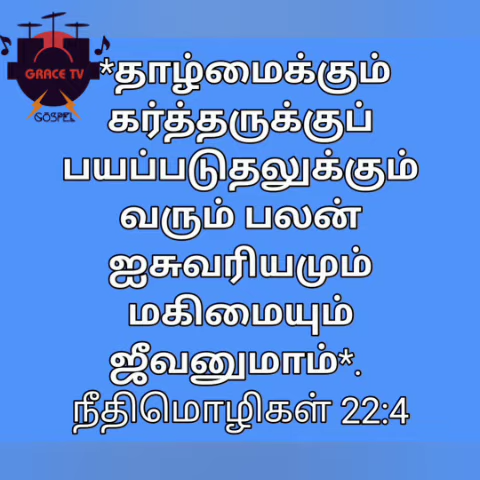 GRACE TV
GOSPEL
*தாழ்மைக்கும்
கர்த்தருக்குப்
பயப்படுதலுக்கும்
வரும் பலன்
ஐசுவரியமும்
மகிமையும்
ஜீவனுமாம்*.
நீதிமொழிகள் 22:4